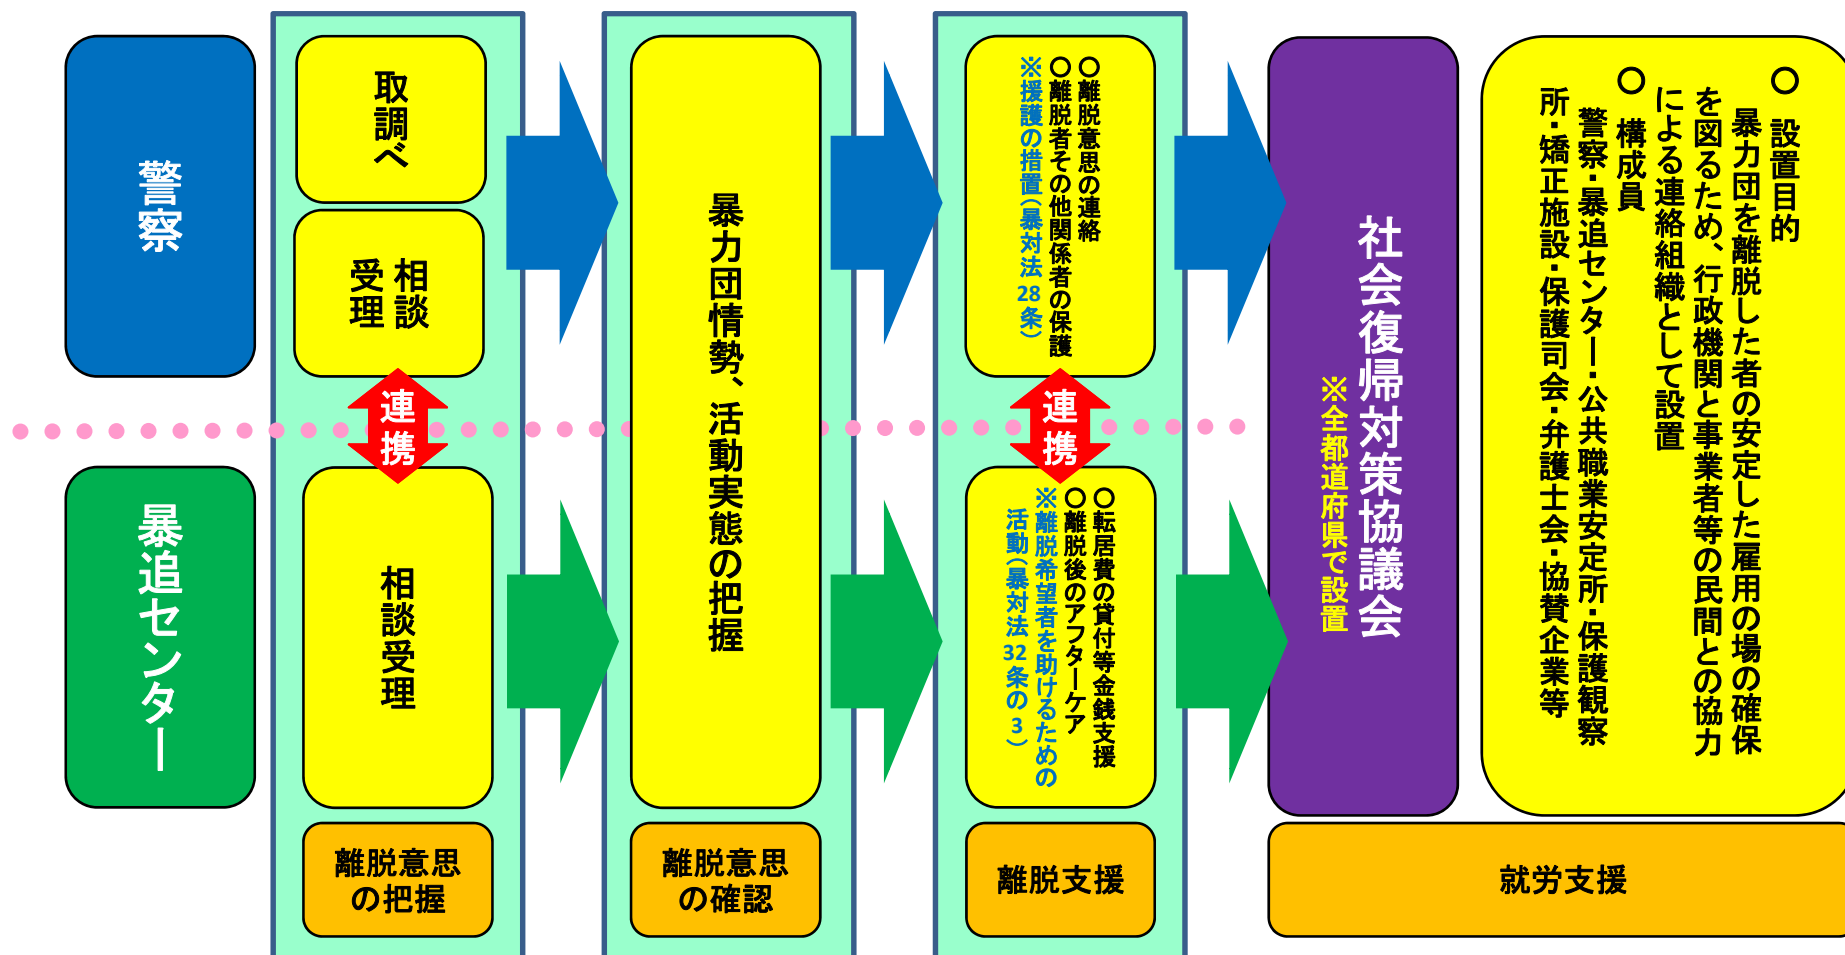 警察
取調べ
相談
受理
連携
暴追センター
相談受理
離脱意思
の把握
暴力団情勢、活動実態の把握
離脱意思
の確認
○離脱意思の連絡
○離脱者その他関係者の保護
※援護の措置(暴対法28条)
連携
○転居費の貸付等金銭支援
○離脱後のアフターケア
※離脱希望者を助けるための
活動(暴対法32条の3)
離脱支援
社会復帰対策協議会
※全都道府県で設置
○ 設置目的
暴力団を離脱した者の安定した雇用の場の確保
を図るため、行政機関と事業者等の民間との協力
による連絡組織として設置
○ 構成員
警察・暴追センター・公共職業安定所・保護観察
所・矯正施設・保護司会・弁護士会・協賛企業等
就労支援